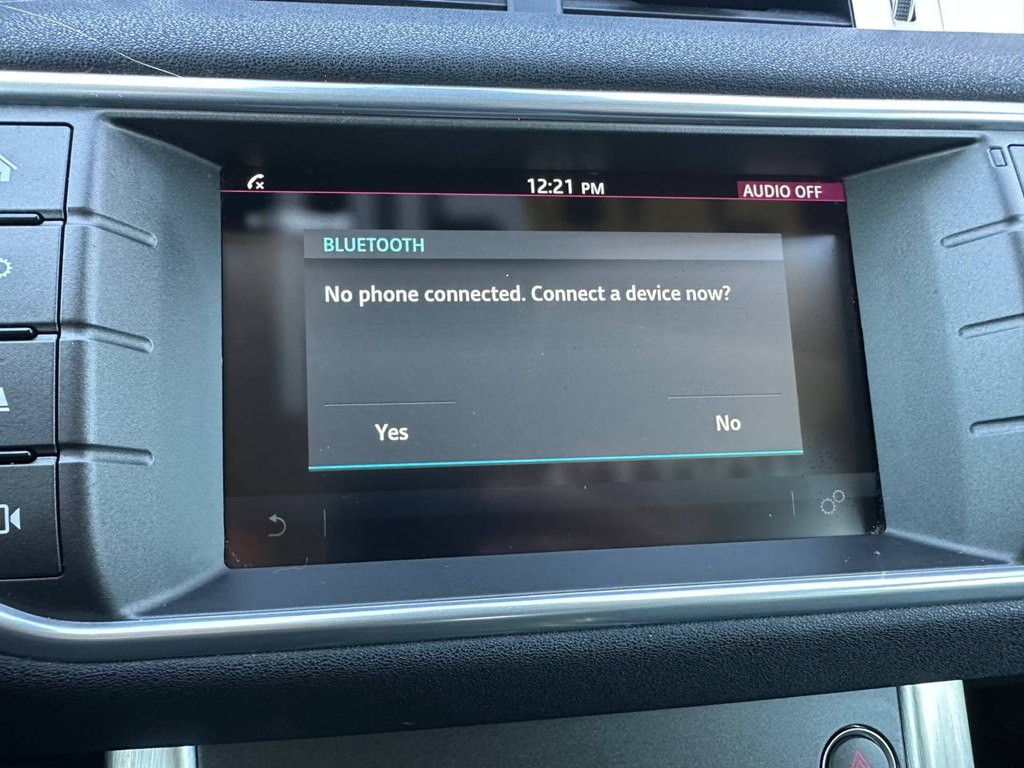 12:21 PM
AUDIO OFF
BLUETOOTH
No phone connected. Connect a device now?
Yes
No